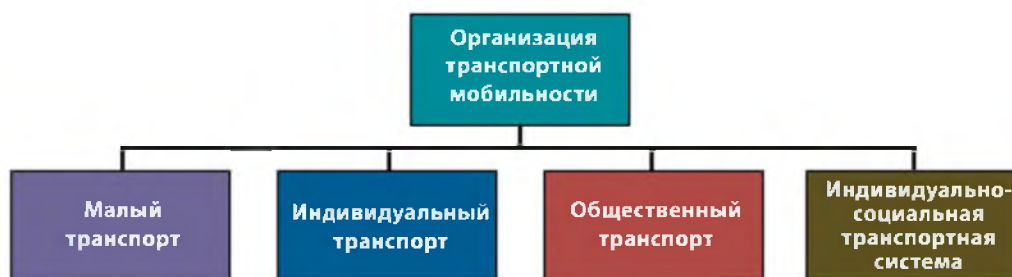 Организация
транспортной
мобильности
Малый
транспорт
Индивидуальный
транспорт
Общественный
транспорт
Индивидуально-
социальная
транспортная
система